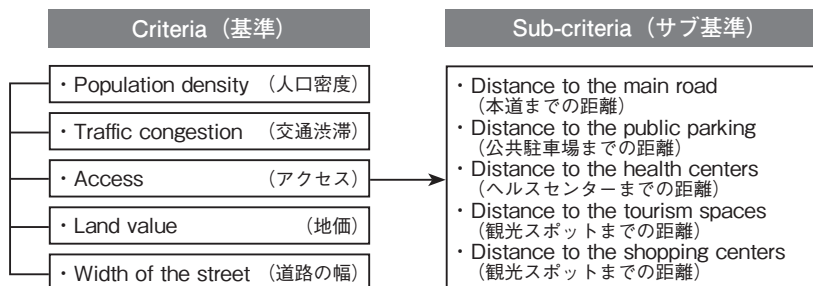 Criteria（基準）
・Population density （人口密度）
・Traffic congestion （交通渋滞）
・Access （アクセス）
・Land value （地価）
・Width of the street （道路の幅）
Sub-criteria（サブ基準）
・Distance to the main road
（本道までの距離）
・Distance to the public parking
（公共駐車場までの距離）
・Distance to the health centers
（ヘルスセンターまでの距離）
・Distance to the tourism spaces
（観光スポットまでの距離）
・Distance to the shopping centers
（観光スポットまでの距離）